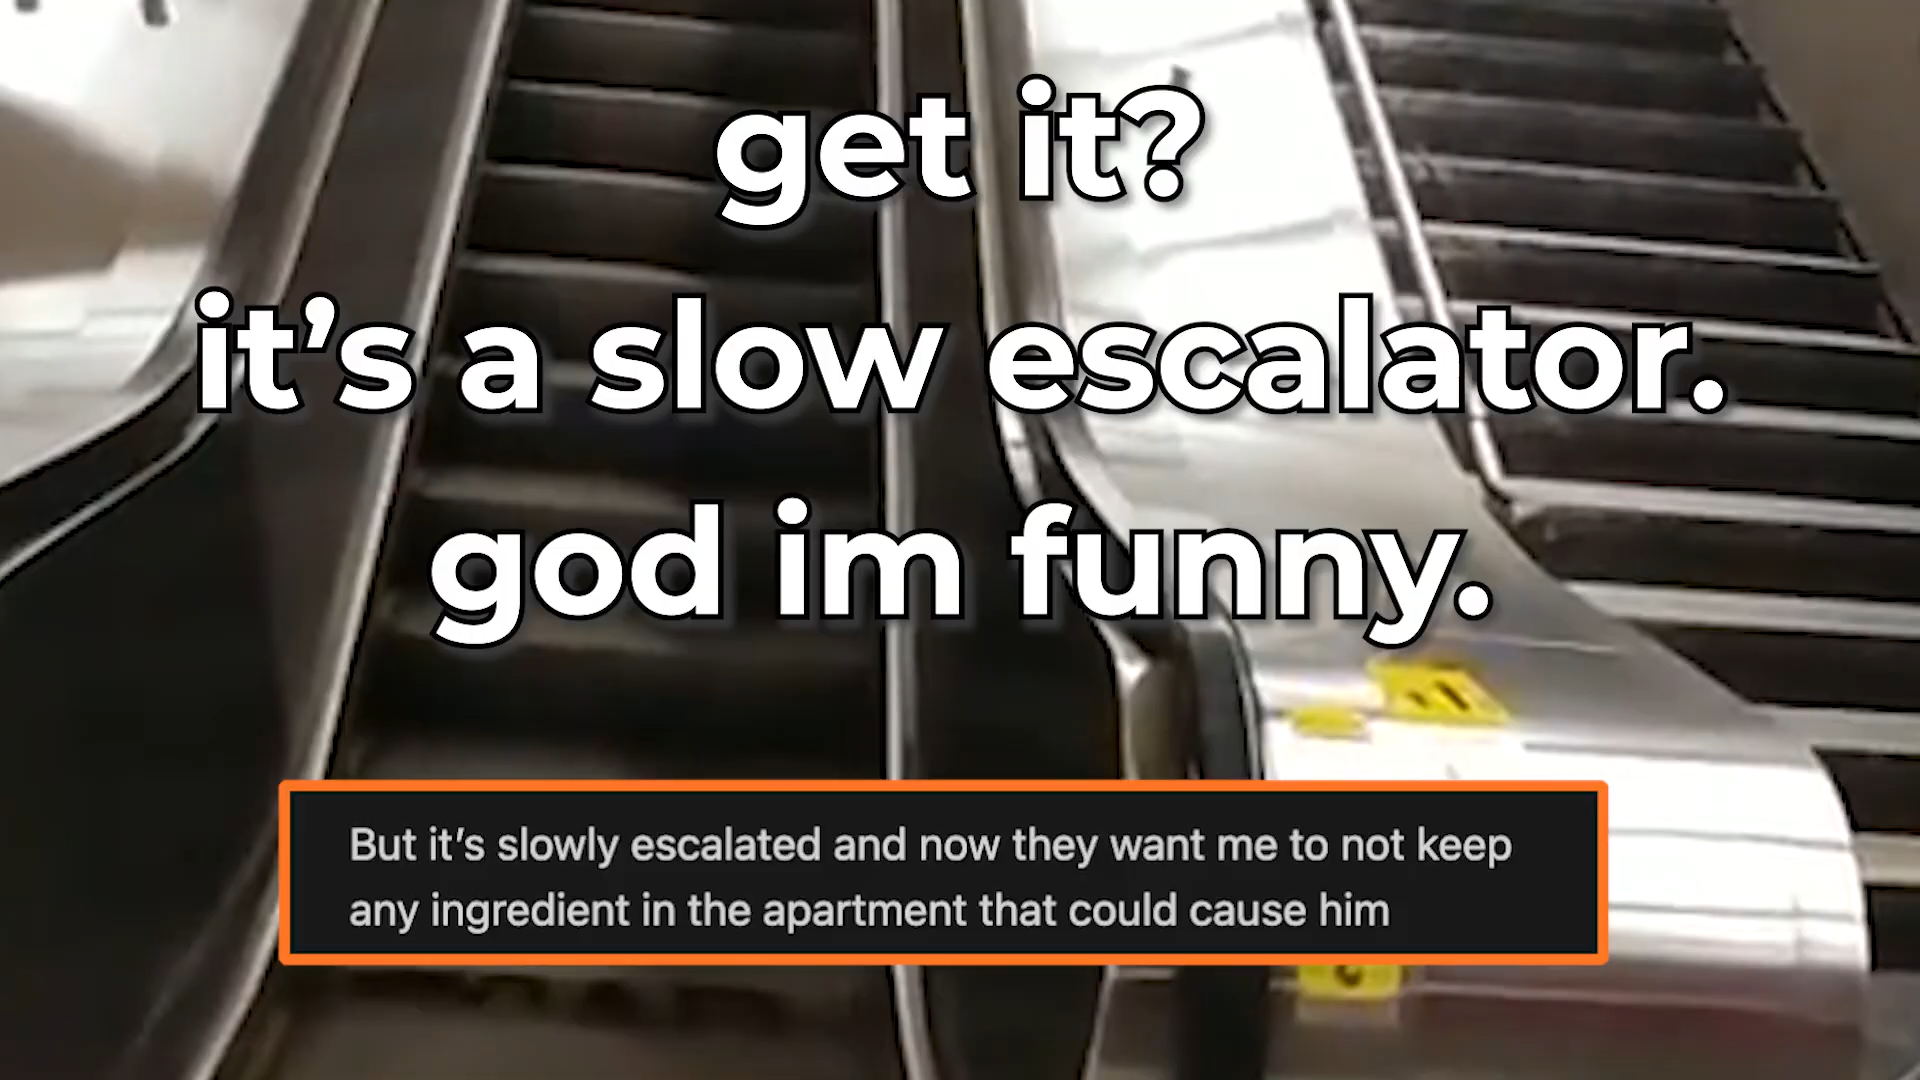 get it?
it's a slow escalator.
god im funny.
But it's slowly escalated and now they want me to not keep
any ingredient in the apartment that could cause him